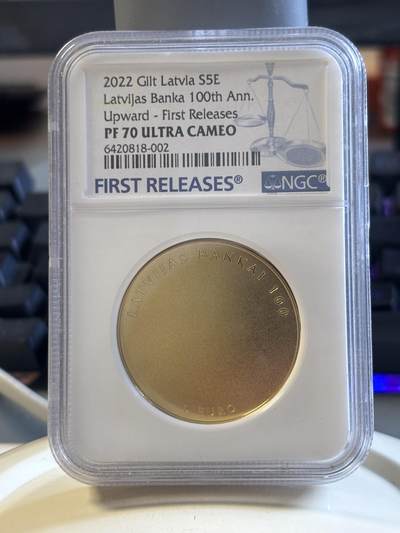 2022 Gilt Latvia S5E
Latvijas Banka 100th Ann.
Upward - First Releases
PF 70 ULTRA CAMEO
6420818-002
FIRST RELEASES®
NGC®
LATVIJAS BANKAI 100
EURO